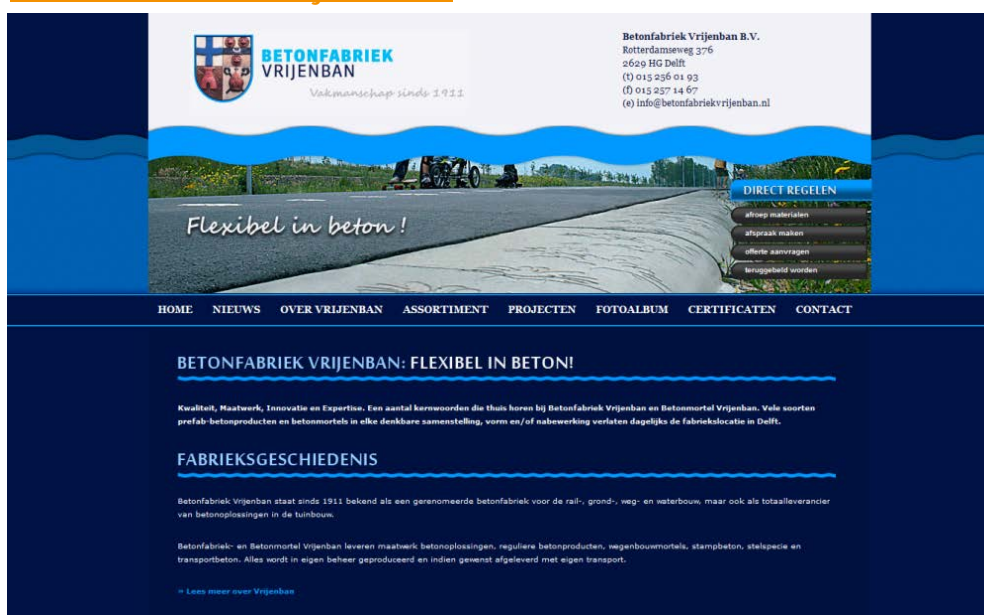 BETONFABRIEK
VRIJENBAN
Vakmanschap sinds 1911
Betonfabriek Vrijenban B.V.
Rotterdamseweg 376
2629 HG Delft
(t) 015 256 01 93
(f) 015 257 14 67
(e) info@betonfabriekvrijenban.nl
Flexibel in beton !
DIRECT REGELEN
afroep materialen
afspraak maken
offerte aanvragen
teruggebeld worden
HOME NIEUWS OVER VRIJENBAN ASSORTIMENT PROJECTEN FOTOALBUM CERTIFICATEN CONTACT
BETONFABRIEK VRIJENBAN: FLEXIBEL IN BETON!
Kwaliteit, Maatwerk, Innovatie en Expertise. Een aantal kernwoorden die thuis horen bij Betonfabriek Vrijenban en Betonmortel Vrijenban. Vele soorten
prefab-betonproducten en betonmortels in elke denkbare samenstelling, vorm en/of nabewerking verlaten dagelijks de fabriekslocatie in Delft.
FABRIEKSGESCHIEDENIS
Betonfabriek Vrijenban staat sinds 1911 bekend als een gerenomeerde betonfabriek voor de rail-, grond-, weg- en waterbouw, maar ook als totaalleverancier
van betonoplossingen in de tuinbouw.
Betonfabriek- en Betonmortel Vrijenban leveren maatwerk betonoplossingen, reguliere betonproducten, wegenbouwmortels, stampbeton, stelspecie en
transportbeton. Alles wordt in eigen beheer geproduceerd en indien gewenst afgeleverd met eigen transport.
» Lees meer over Vrijenban